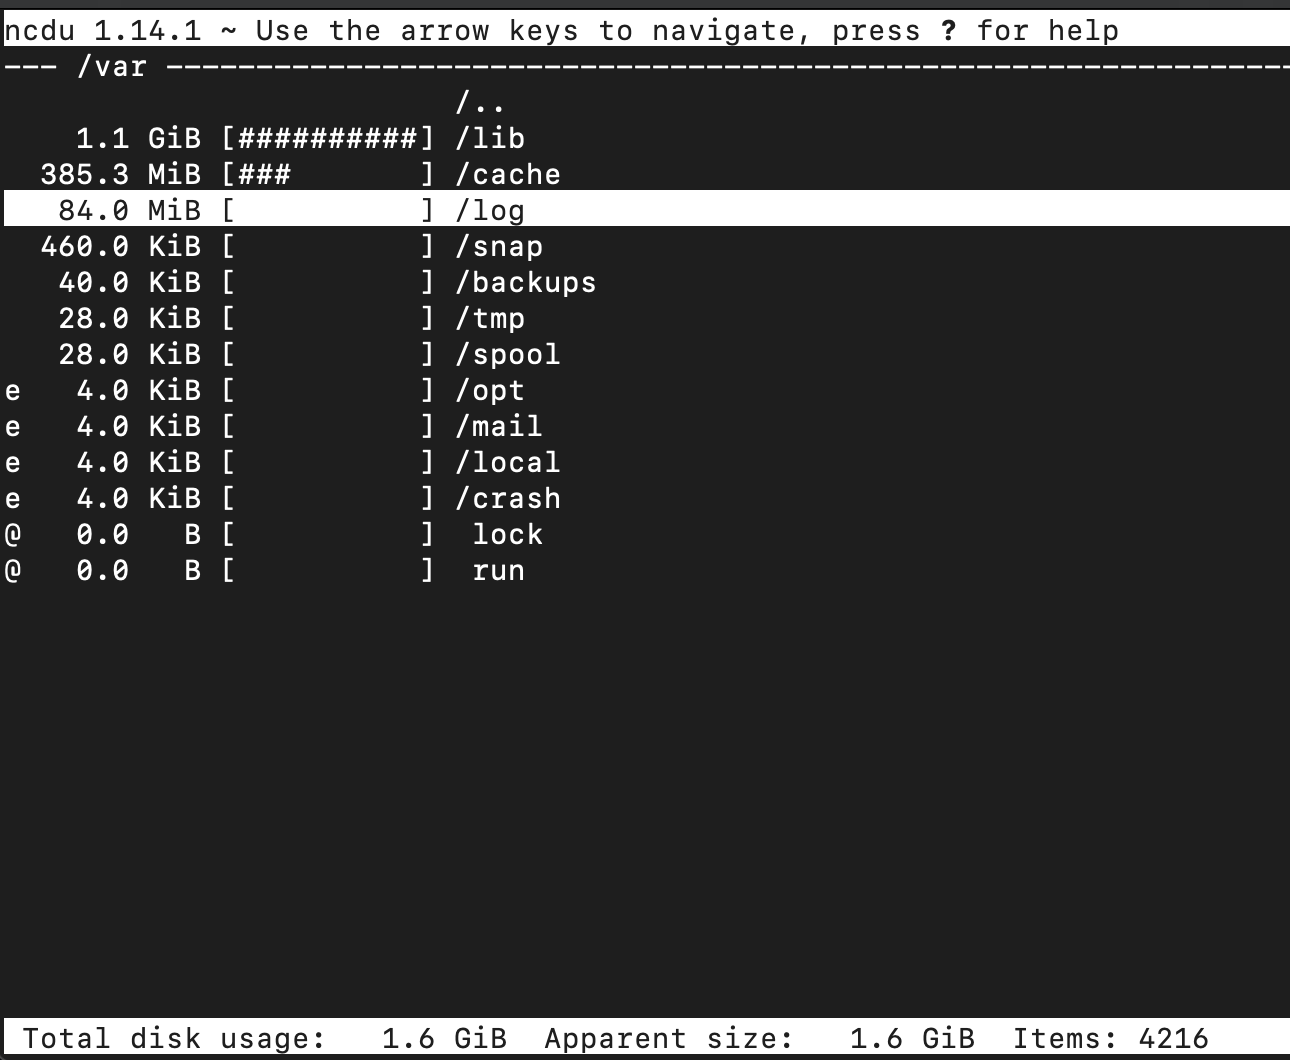 ncdu 1.14.1 ~ Use the arrow keys to navigate, press ? for help
--- /var ---------------------------------------------------------------
                         /..
    1.1 GiB [##########] /lib
  385.3 MiB [###       ] /cache
   84.0 MiB [          ] /log
  460.0 KiB [          ] /snap
   40.0 KiB [          ] /backups
   28.0 KiB [          ] /tmp
   28.0 KiB [          ] /spool
e   4.0 KiB [          ] /opt
e   4.0 KiB [          ] /mail
e   4.0 KiB [          ] /local
e   4.0 KiB [          ] /crash
@   0.0   B [          ]  lock
@   0.0   B [          ]  run
 Total disk usage:   1.6 GiB  Apparent size:   1.6 GiB  Items: 4216